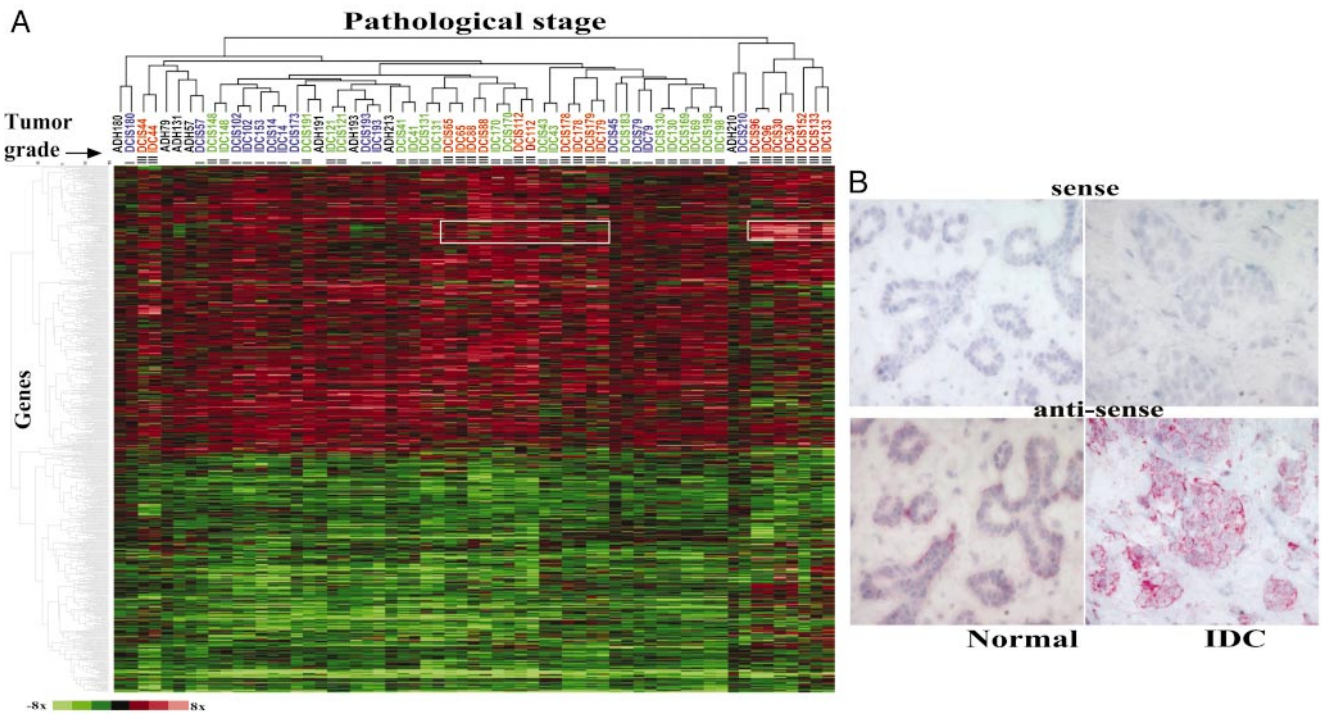 A
Pathological stage
Tumor
grade
ADH180
DCIS180
DCIS44
IDC44
ADH79
ADH131
ADH57
DCIS57
DCIS148
IDC148
DCIS102
IDC102
IDC153
DCIS14
IDC14
DCIS173
DCIS191
ADH191
IDC121
DCIS121
ADH193
DCIS193
IDC193
ADH213
DCIS41
IDC41
DCIS131
IDC131
DCIS65
IDC65
IDC88
DCIS88
IDC170
DCIS170
DCIS112
IDC112
DCIS43
IDC43
DCIS178
IDC178
DCIS179
IDC179
DCIS45
DCIS183
DCIS79
IDC79
DCIS130
IDC130
DCIS169
IDC169
DCIS198
IDC198
ADH210
DCIS210
DCIS96
IDC96
DCIS30
IDC30
DCIS152
DCIS133
IDC133
Genes
-8x
8x
B
sense
anti-sense
Normal
IDC